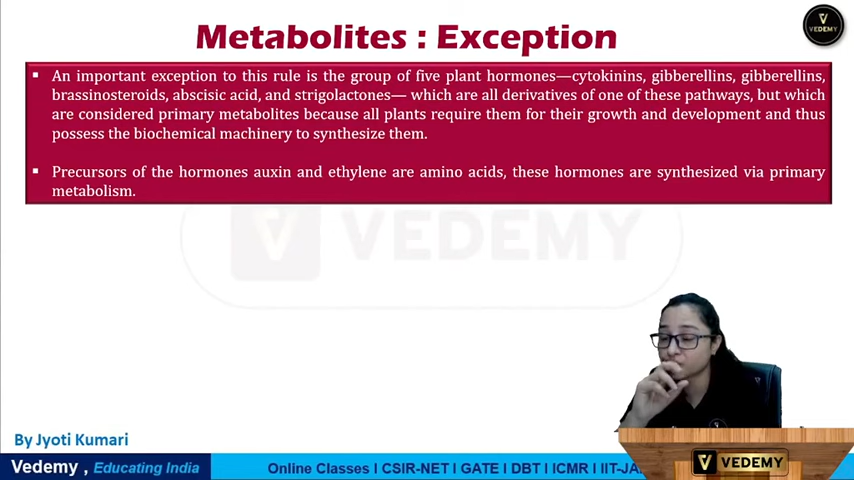 Metabolites : Exception
VEDEMY
▪ An important exception to this rule is the group of five plant hormones—cytokinins, gibberellins, gibberellins,
brassinosteroids, abscisic acid, and strigolactones— which are all derivatives of one of these pathways, but which
are considered primary metabolites because all plants require them for their growth and development and thus
possess the biochemical machinery to synthesize them.
▪ Precursors of the hormones auxin and ethylene are amino acids, these hormones are synthesized via primary
metabolism.
VEDEMY
By Jyoti Kumari
Vedemy , Educating India
Online Classes I CSIR-NET I GATE I DBT I ICMR I IIT-JA
VEDEMY